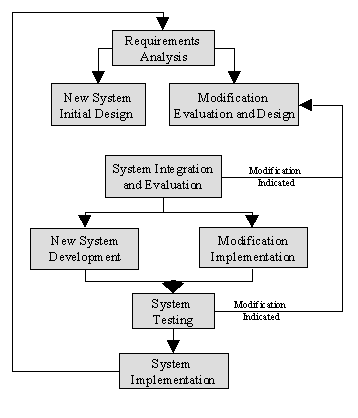 Requirements
Analysis
New System
Initial Design
Modification
Evaluation and Design
System Integration
and Evaluation
Modification
Indicated
New System
Development
Modification
Implementation
System
Testing
Modification
Indicated
System
Implementation